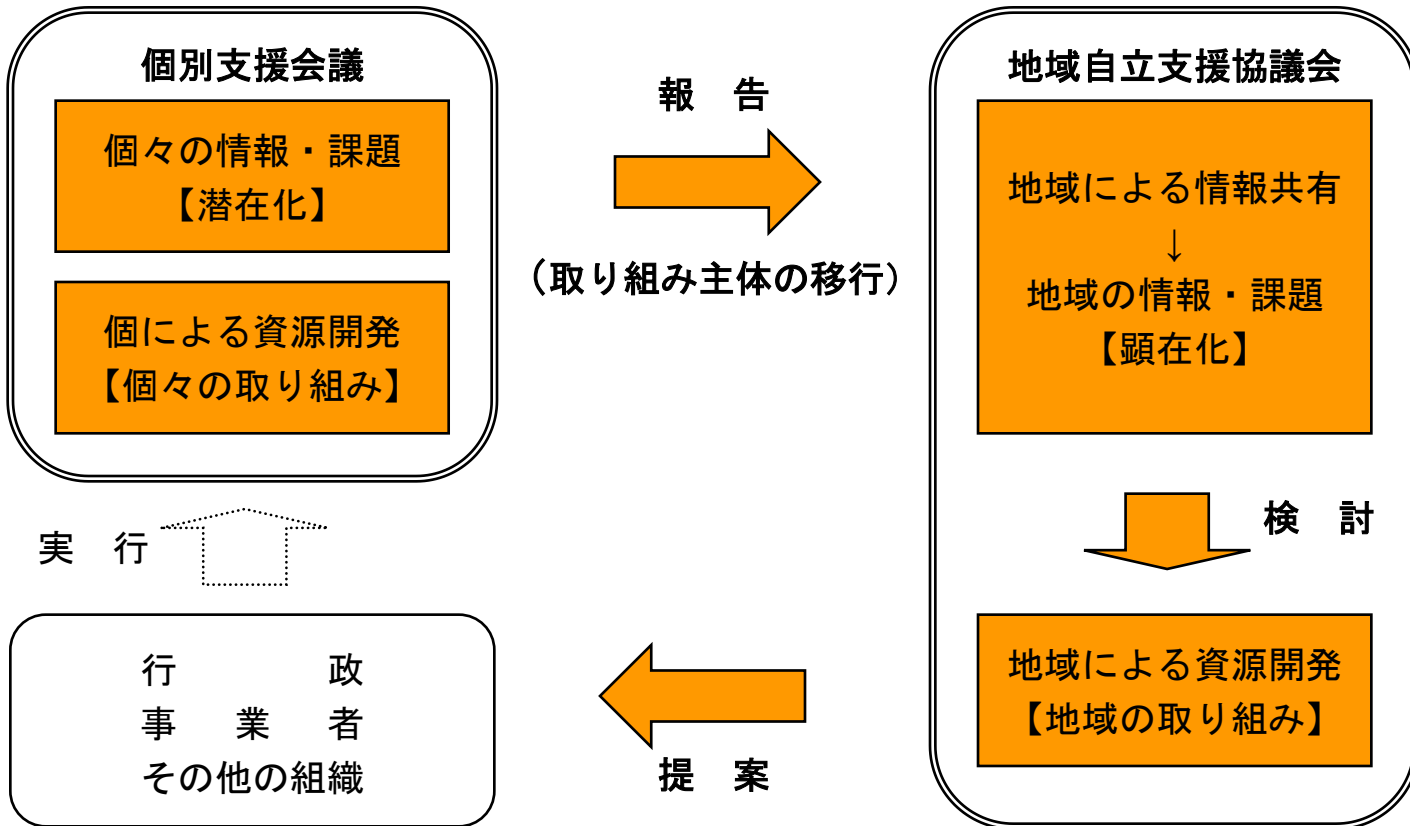 個別支援会議
個々の情報・課題
【潜在化】
個による資源開発
【個々の取り組み】
報　告
（取り組み主体の移行）
地域自立支援協議会
地域による情報共有
↓
地域の情報・課題
【顕在化】
検　討
地域による資源開発
【地域の取り組み】
提　案
行　　　　　政
事　　業　　者
その他の組織
実　行